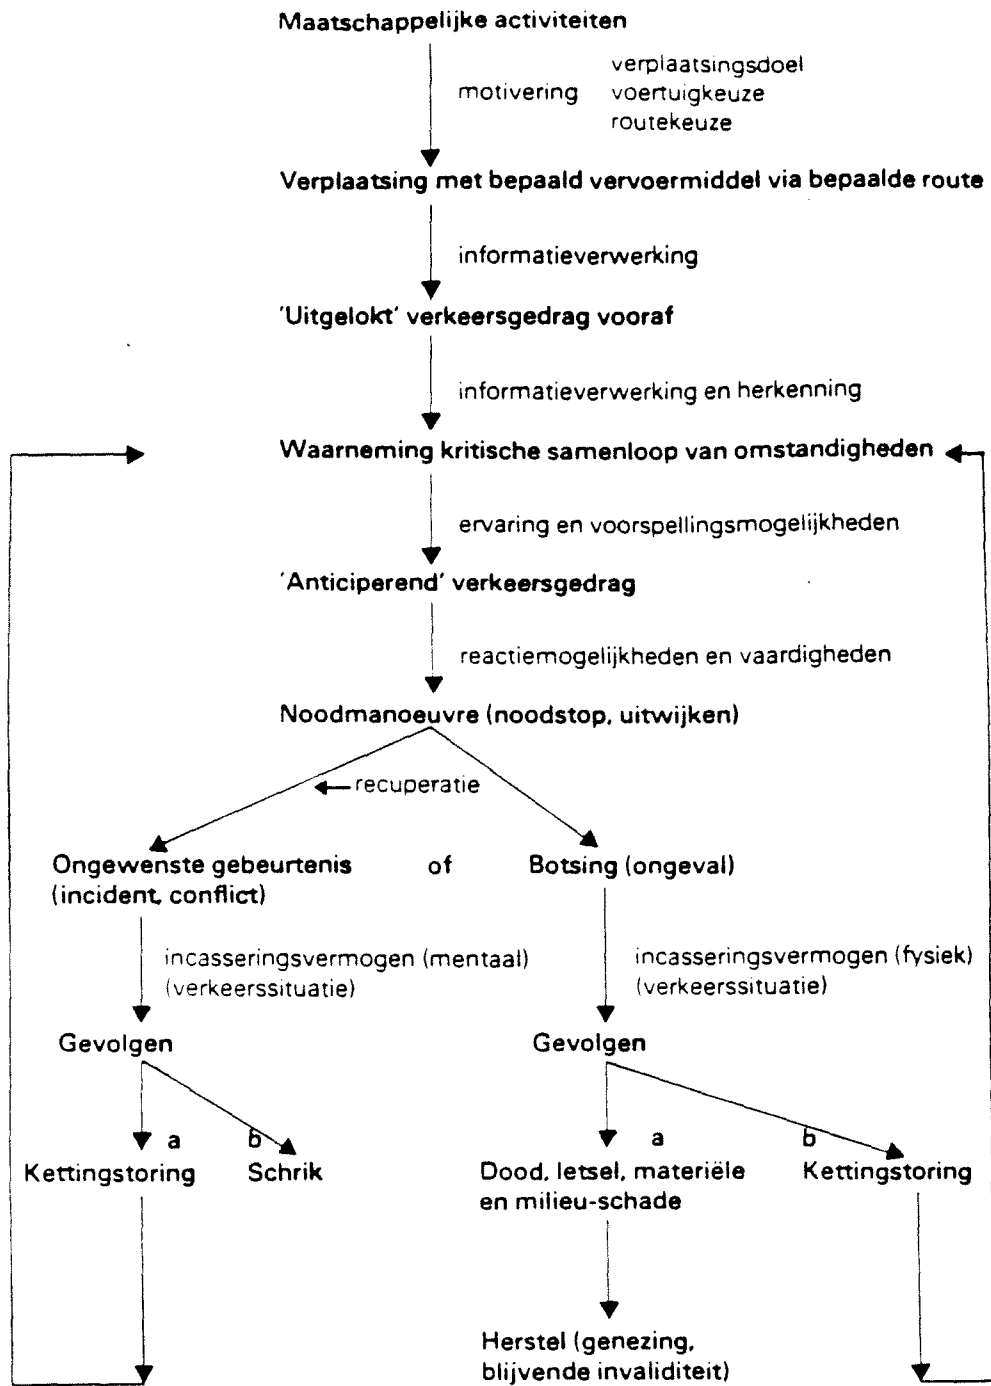 Maatschappelijke activiteiten
verplaatsingsdoel
motivering voertuigkeuze
routekeuze
Verplaatsing met bepaald vervoermiddel via bepaalde route
informatieverwerking
'Uitgelokt' verkeersgedrag vooraf
informatieverwerking en herkenning
Waarneming kritische samenloop van omstandigheden
ervaring en voorspellingsmogelijkheden
'Anticiperend' verkeersgedrag
reactiemogelijkheden en vaardigheden
Noodmanoeuvre (noodstop, uitwijken)
recuperatie
Ongewenste gebeurtenis of Botsing (ongeval)
(incident, conflict)
incasseringsvermogen (mentaal) incasseringsvermogen (fysiek)
(verkeerssituatie) (verkeerssituatie)
Gevolgen Gevolgen
a b a b
Kettingstoring Schrik Dood, letsel, materiële Kettingstoring
en milieu-schade
Herstel (genezing,
blijvende invaliditeit)